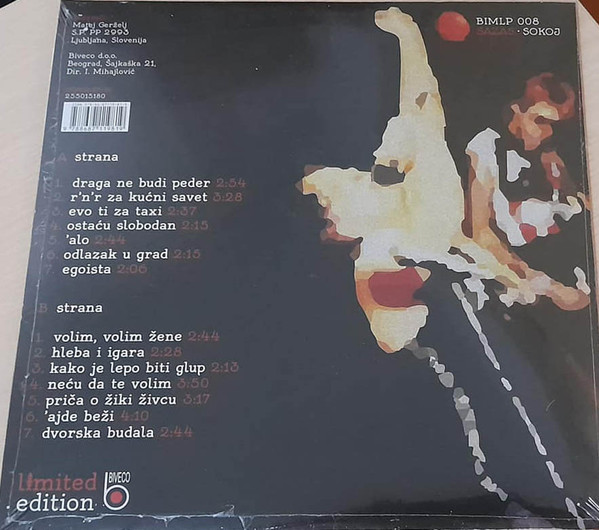 Matej Gerželj
S.P. PP 2993
Ljubljana, Slovenija
Biveco d.o.o.
Beograd, Šajkaška 21,
Dir. I. Mihajlović
255015180
BIMLP 008
SAZAS · SOKOJ
A strana
1. draga ne budi peder 2:54
2. r'n'r za kućni savet 3:28
3. evo ti za taxi 2:37
4. ostaću slobodan 2:15
5. 'alo 2:44
6. odlazak u grad 2:15
7. egoista 2:06
B strana
1. volim, volim žene 2:44
2. hleba i igara 2:28
3. kako je lepo biti glup 2:13
4. neću da te volim 3:50
5. priča o žiki živcu 3:17
6. 'ajde beži 4:10
7. dvorska budala 2:44
limited
edition
BIVECO